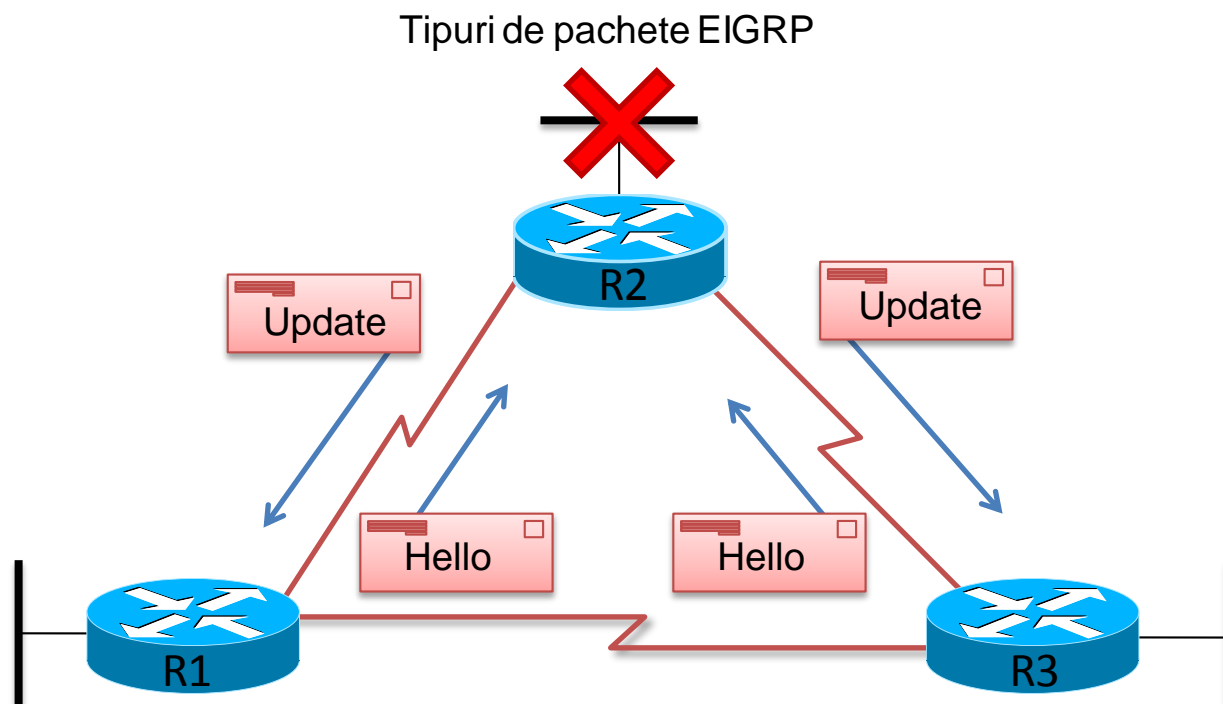 Tipuri de pachete EIGRP
R2
Update
Update
Hello
Hello
R1
R3